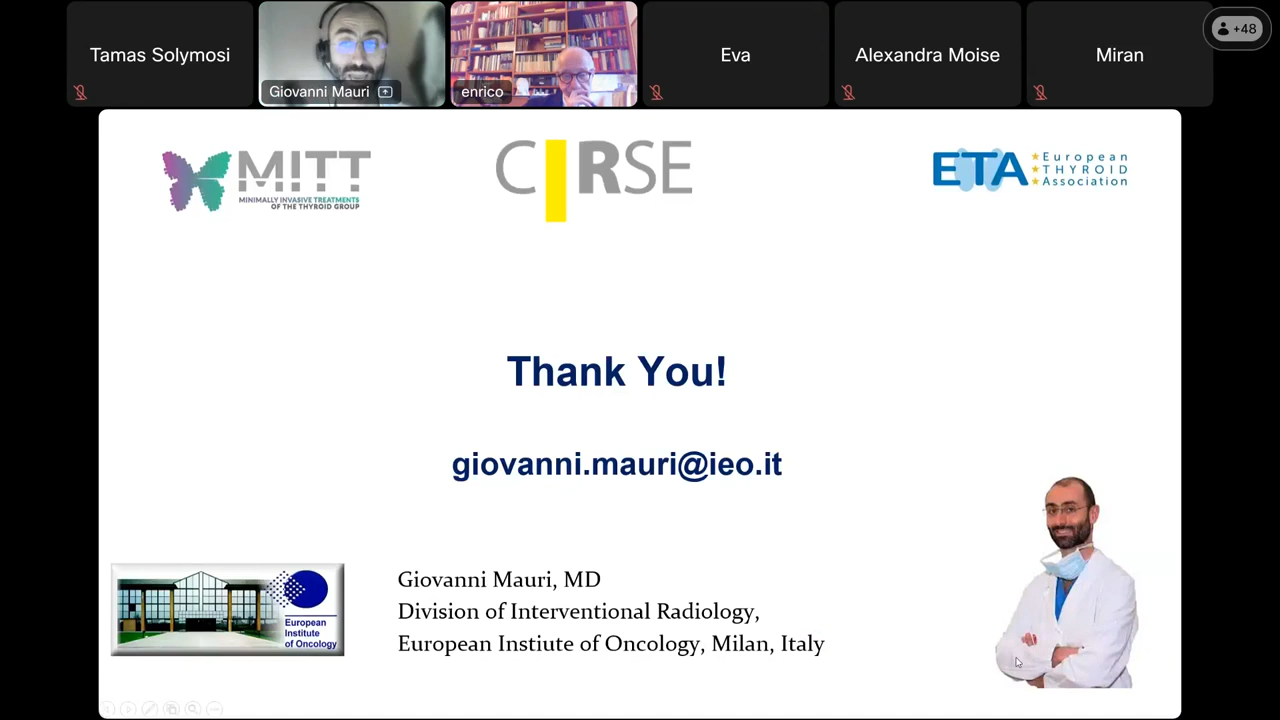 Tamas Solymosi
Giovanni Mauri
enrico
Eva
Alexandra Moise
Miran
+48
MITT
MINIMALLY INVASIVE TREATMENTS
OF THE THYROID GROUP
CIRSE
ETA
European
THYROID
Association
Thank You!
giovanni.mauri@ieo.it
European
Institute
of Oncology
Giovanni Mauri, MD
Division of Interventional Radiology,
European Instiute of Oncology, Milan, Italy